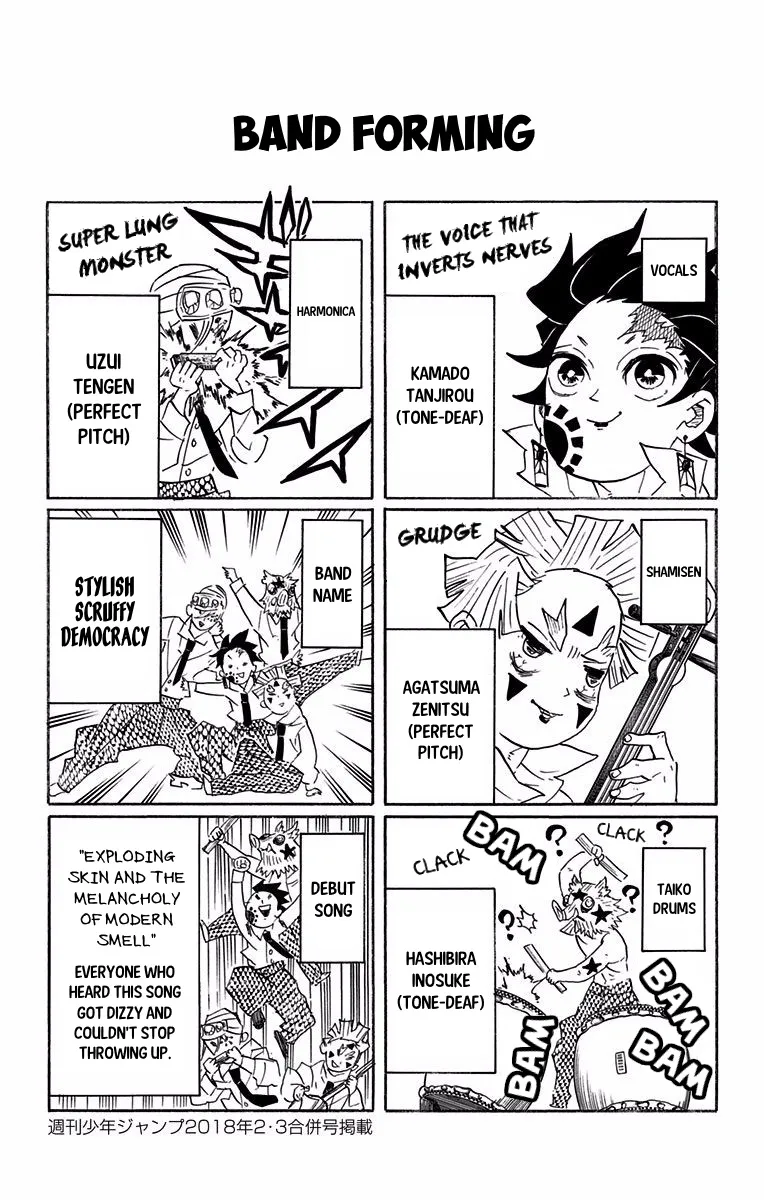 BAND FORMING
THE VOICE THAT
INVERTS NERVES
VOCALS
KAMADO
TANJIROU
(TONE-DEAF)
GRUDGE
SHAMISEN
AGATSUMA
ZENITSU
(PERFECT
PITCH)
BAM
CLACK
?
?
CLACK
?
?
TAIKO
DRUMS
HASHIBIRA
INOSUKE
(TONE-DEAF)
BAM
BAM
BAM
SUPER LUNG
MONSTER
HARMONICA
UZUI
TENGEN
(PERFECT
PITCH)
BAND
NAME
STYLISH
SCRUFFY
DEMOCRACY
DEBUT
SONG
"EXPLODING
SKIN AND THE
MELANCHOLY
OF MODERN
SMELL"
EVERYONE WHO
HEARD THIS SONG
GOT DIZZY AND
COULDN'T STOP
THROWING UP.
週刊少年ジャンプ2018年2・3合併号掲載